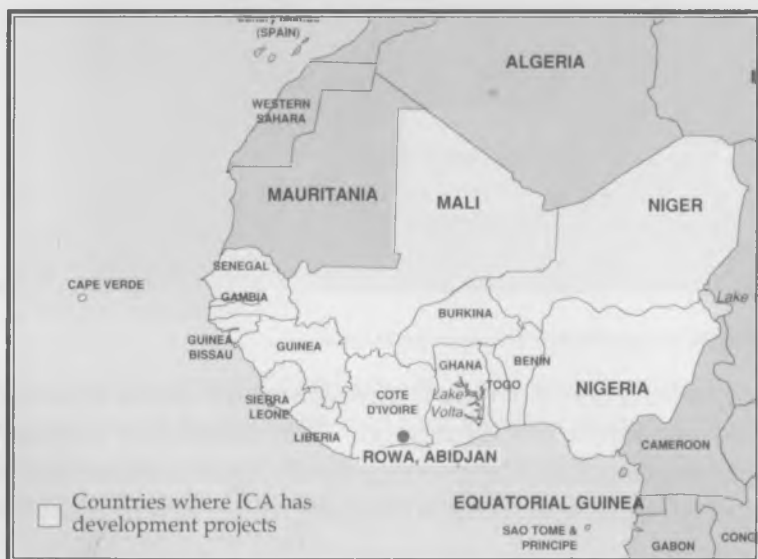 (SPAIN)
ALGERIA
WESTERN
SAHARA
MAURITANIA
MALI
NIGER
SENEGAL
CAPE VERDE
GAMBIA
Lake
BURKINA
GUINEA
BISSAU
GUINEA
GHANA
BENIN
TOGO
NIGERIA
SIERRA
LEONE
COTE
D'IVOIRE
Lake
Volta
LIBERIA
CAMEROON
ROWA, ABIDJAN
Countries where ICA has
development projects
EQUATORIAL GUINEA
SAO TOME &
PRINCIPE
GABON
CONG